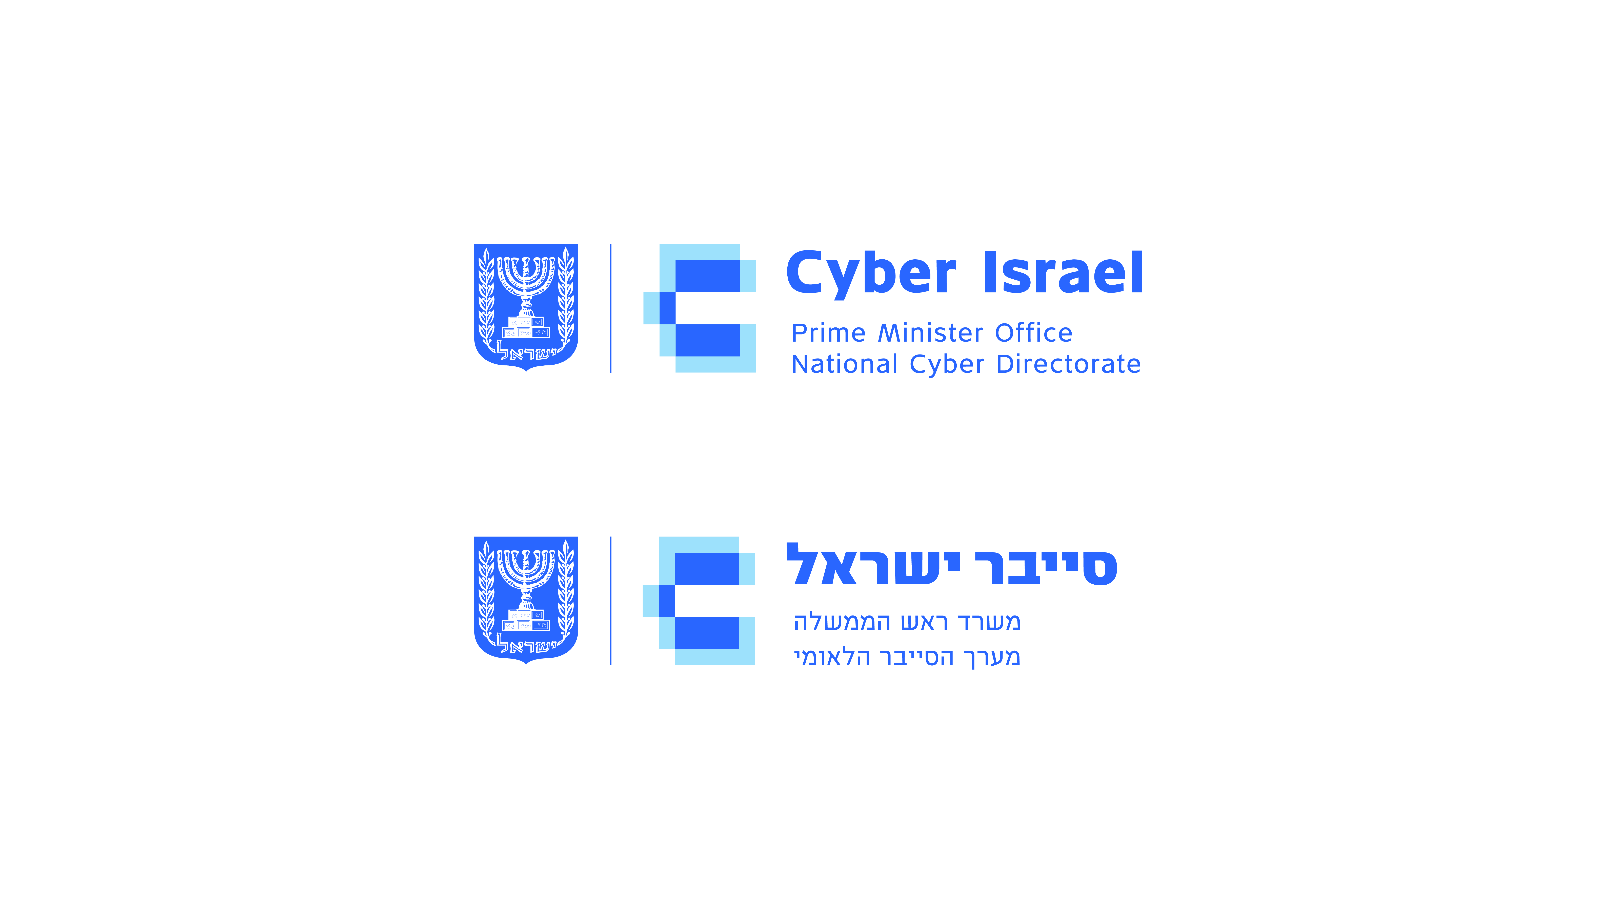 ישראל
Cyber Israel
Prime Minister Office
National Cyber Directorate
ישראל
סייבר ישראל
משרד ראש הממשלה
מערך הסייבר הלאומי